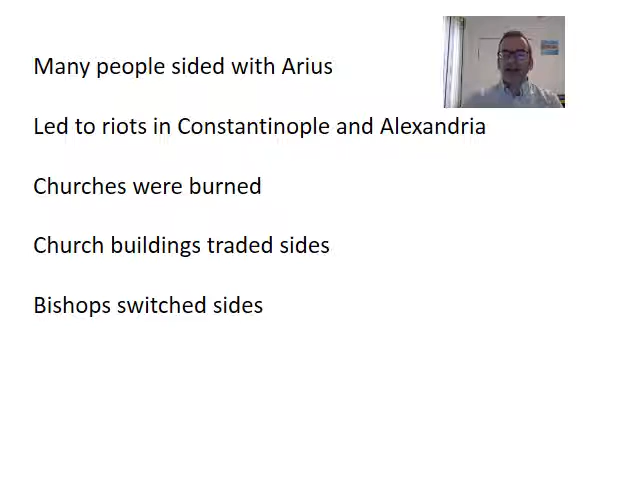 Many people sided with Arius
Led to riots in Constantinople and Alexandria
Churches were burned
Church buildings traded sides
Bishops switched sides